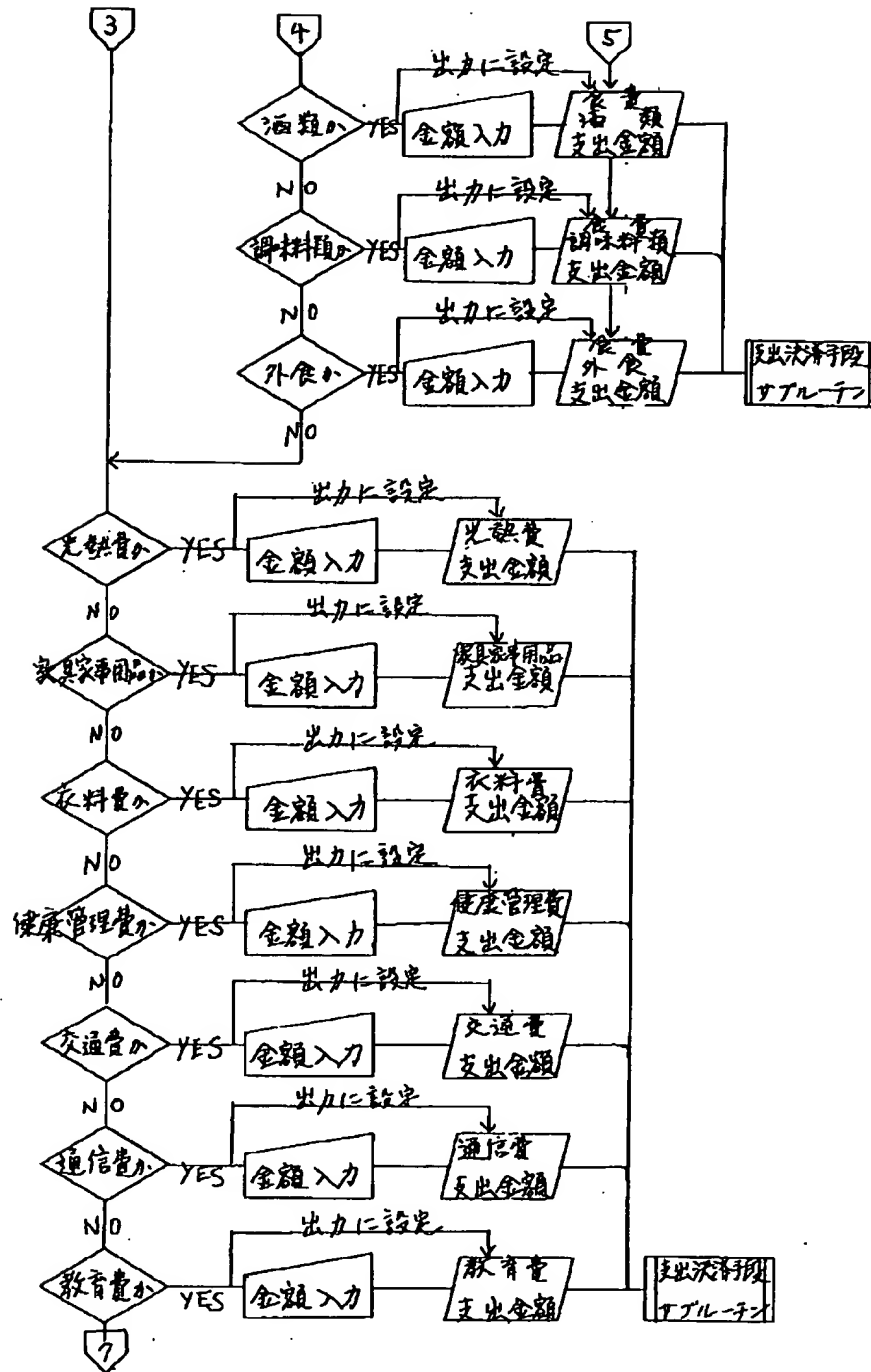 3
4
5
出力に設定
酒類か
YES
金額入力
食費
酒類
支出金額
NO
出力に設定
調味料類か
YES
金額入力
食費
調味料類
支出金額
NO
出力に設定
外食か
YES
金額入力
食費
外食
支出金額
支出決済手段
サブルーチン
NO
出力に設定
光熱費か
YES
金額入力
光熱費
支出金額
NO
出力に設定
家具家事用品か
YES
金額入力
家具家事用品
支出金額
NO
出力に設定
衣料費か
YES
金額入力
衣料費
支出金額
NO
出力に設定
健康管理費か
YES
金額入力
健康管理費
支出金額
NO
出力に設定
交通費か
YES
金額入力
交通費
支出金額
NO
出力に設定
通信費か
YES
金額入力
通信費
支出金額
NO
出力に設定
教育費か
YES
金額入力
教育費
支出金額
支出決済手段
サブルーチン
7